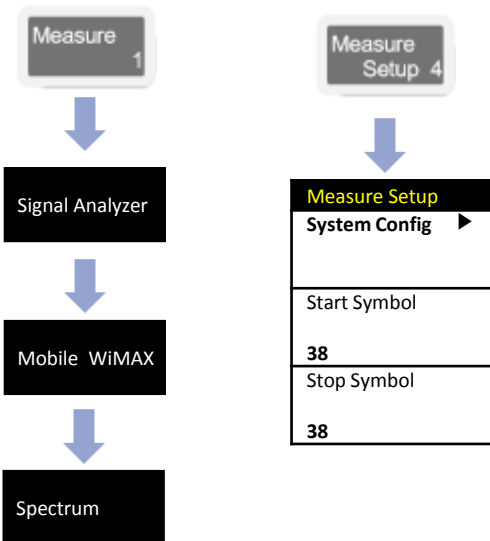 Measure
1
Signal Analyzer
Mobile WiMAX
Spectrum
Measure
Setup 4
Measure Setup
System Config ▶
Start Symbol
38
Stop Symbol
38